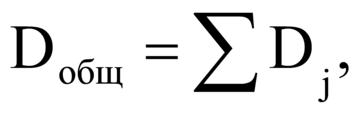 D общ = ∑ D j,